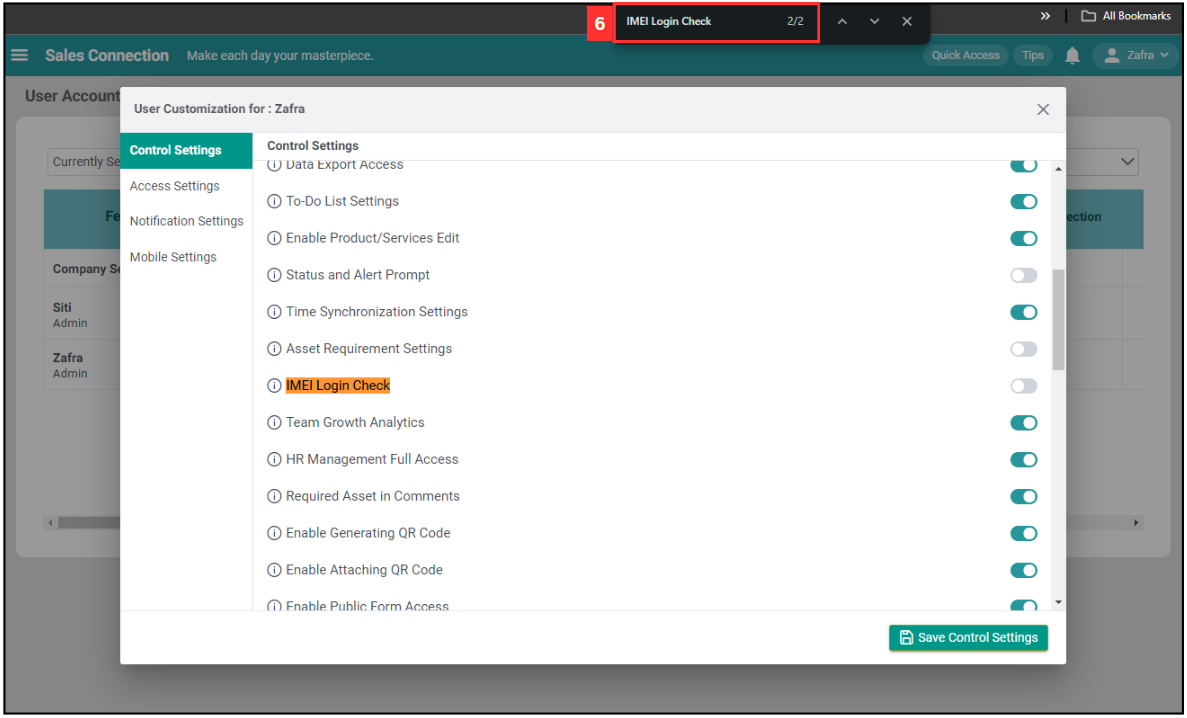 6 IMEI Login Check 2/2
All Bookmarks
Sales Connection Make each day your masterpiece. Quick Access Tips Zafra
User Account
User Customization for : Zafra
Control Settings
Access Settings
Notification Settings
Mobile Settings
Control Settings
Data Export Access
To-Do List Settings
Enable Product/Services Edit
Status and Alert Prompt
Time Synchronization Settings
Asset Requirement Settings
IMEI Login Check
Team Growth Analytics
HR Management Full Access
Required Asset in Comments
Enable Generating QR Code
Enable Attaching QR Code
Enable Public Form Access
Save Control Settings
Currently Se
Fe
ection
Company Se
Siti
Admin
Zafra
Admin